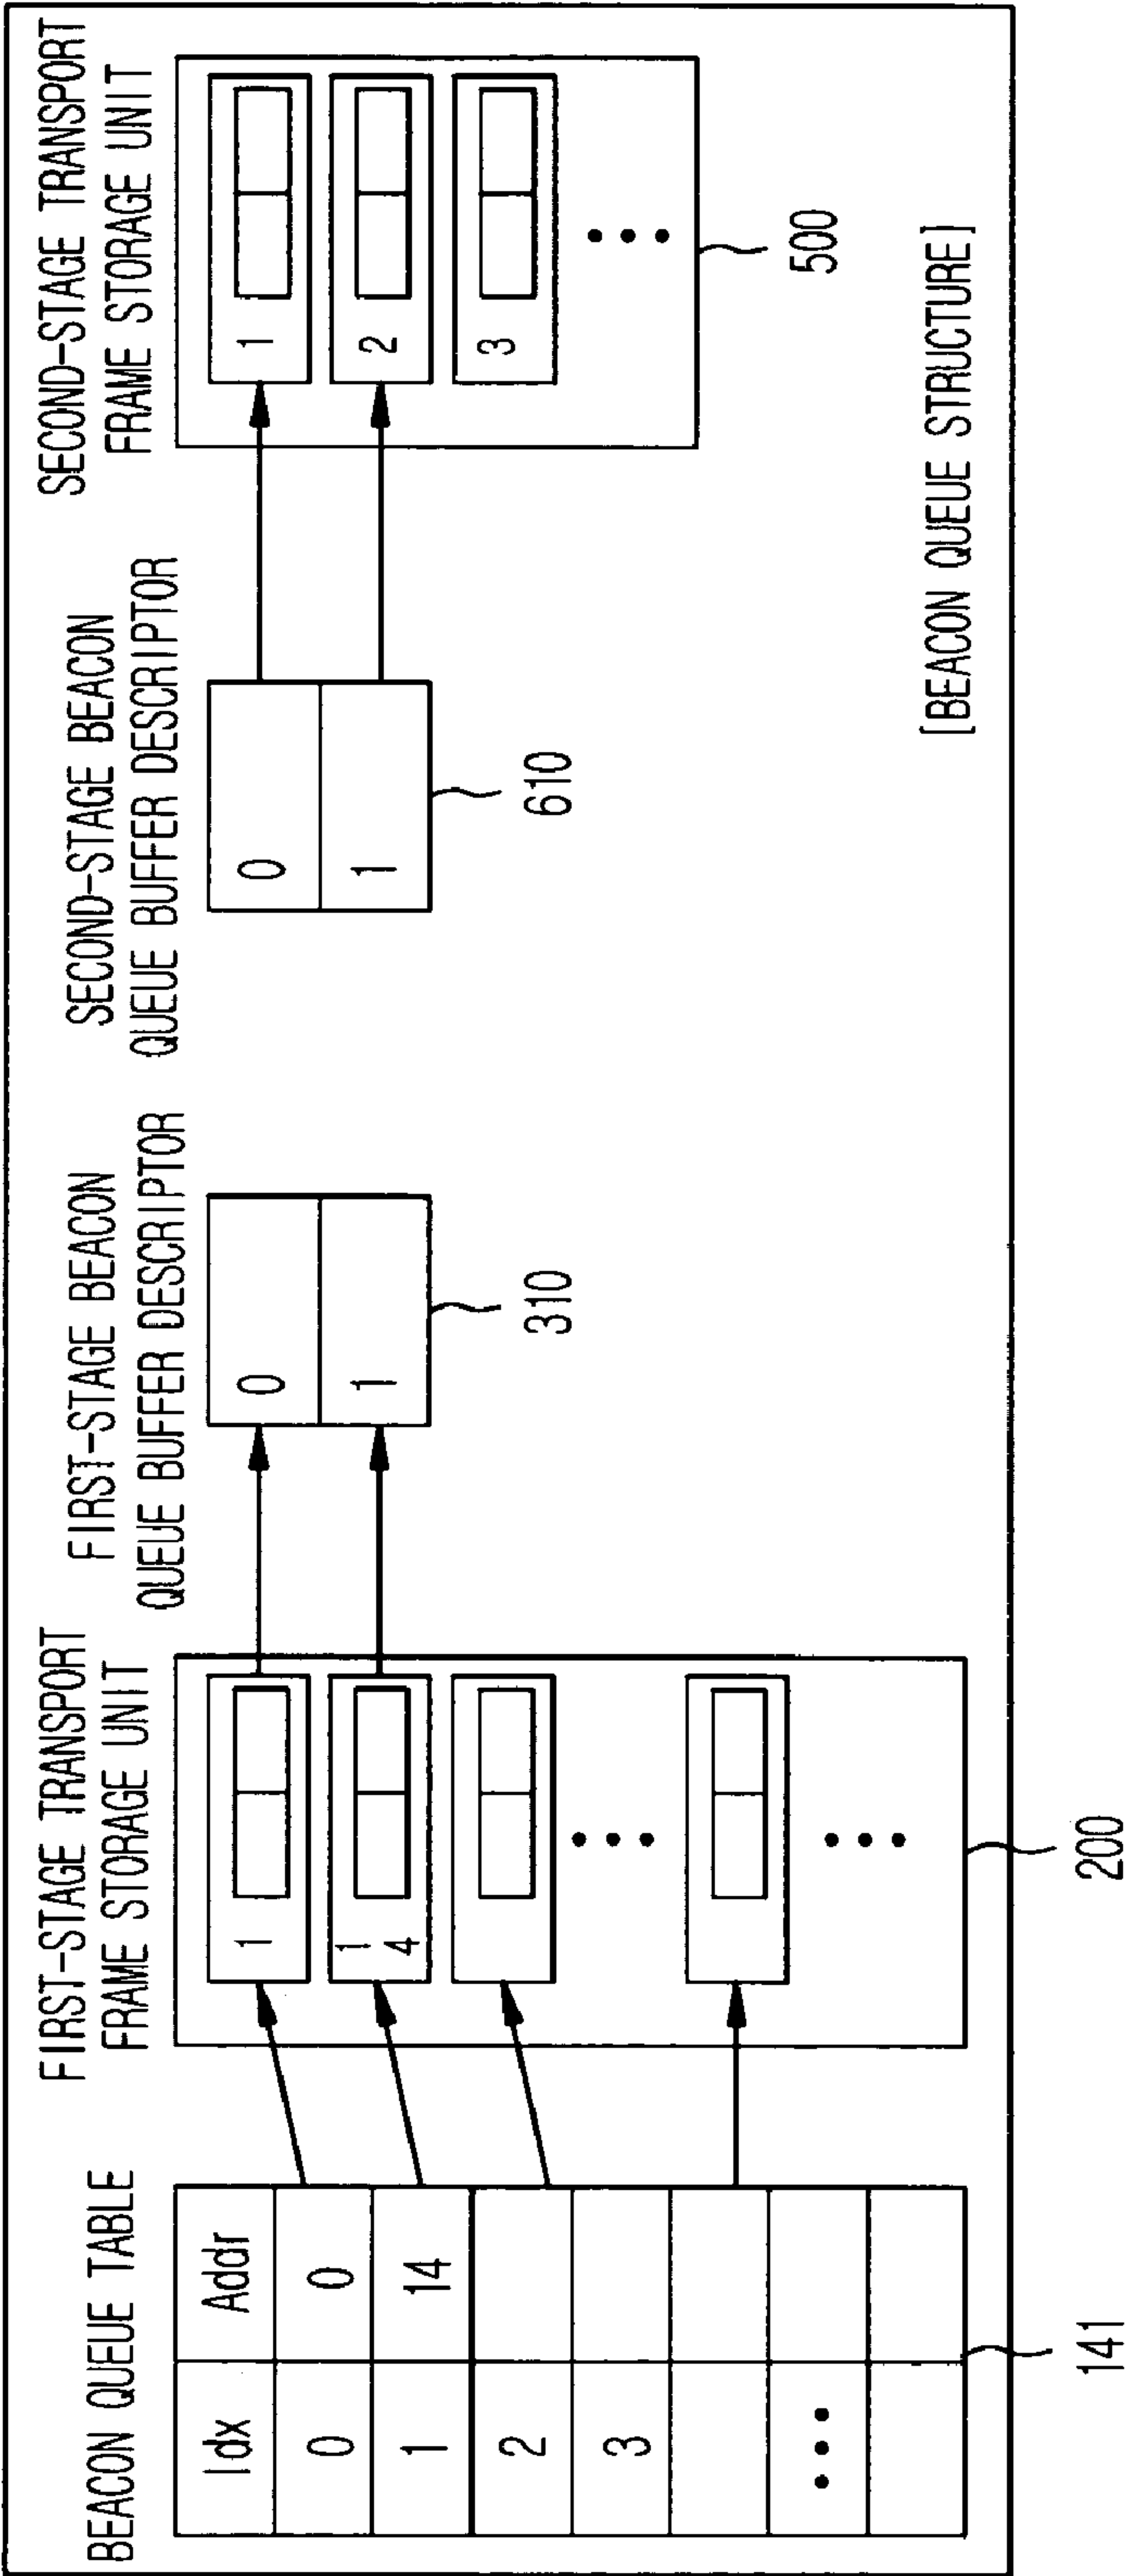 BEACON QUEUE TABLE
Idx Addr
0 0
1 14
2
3
141
FIRST-STAGE TRANSPORT
FRAME STORAGE UNIT
1
1
4
200
FIRST-STAGE BEACON
QUEUE BUFFER DESCRIPTOR
0
1
310
SECOND-STAGE BEACON
QUEUE BUFFER DESCRIPTOR
0
1
610
SECOND-STAGE TRANSPORT
FRAME STORAGE UNIT
1
2
3
500
[BEACON QUEUE STRUCTURE]